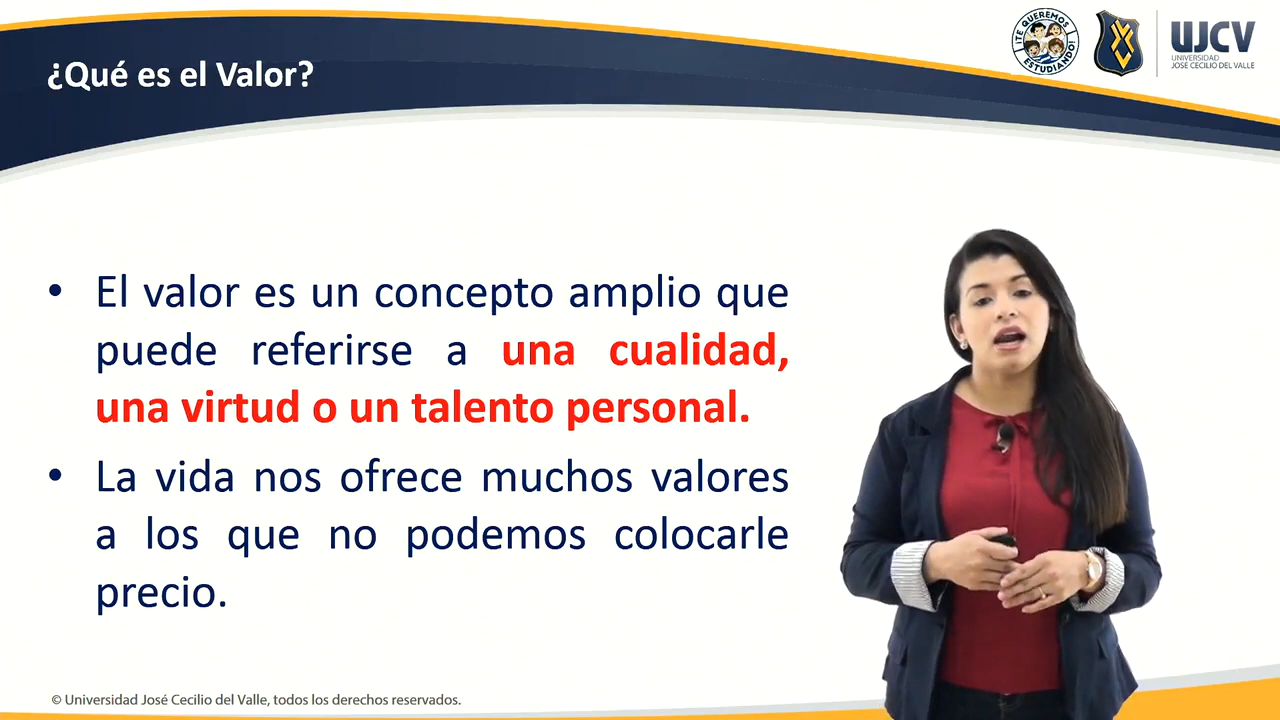 ¿Qué es el Valor?
¡TE QUEREMOS
ESTUDIANDO!
UJCV
UNIVERSIDAD
JOSÉ CECILIO DEL VALLE
• El valor es un concepto amplio que
puede referirse a una cualidad,
una virtud o un talento personal.
• La vida nos ofrece muchos valores
a los que no podemos colocarle
precio.
© Universidad José Cecilio del Valle, todos los derechos reservados.